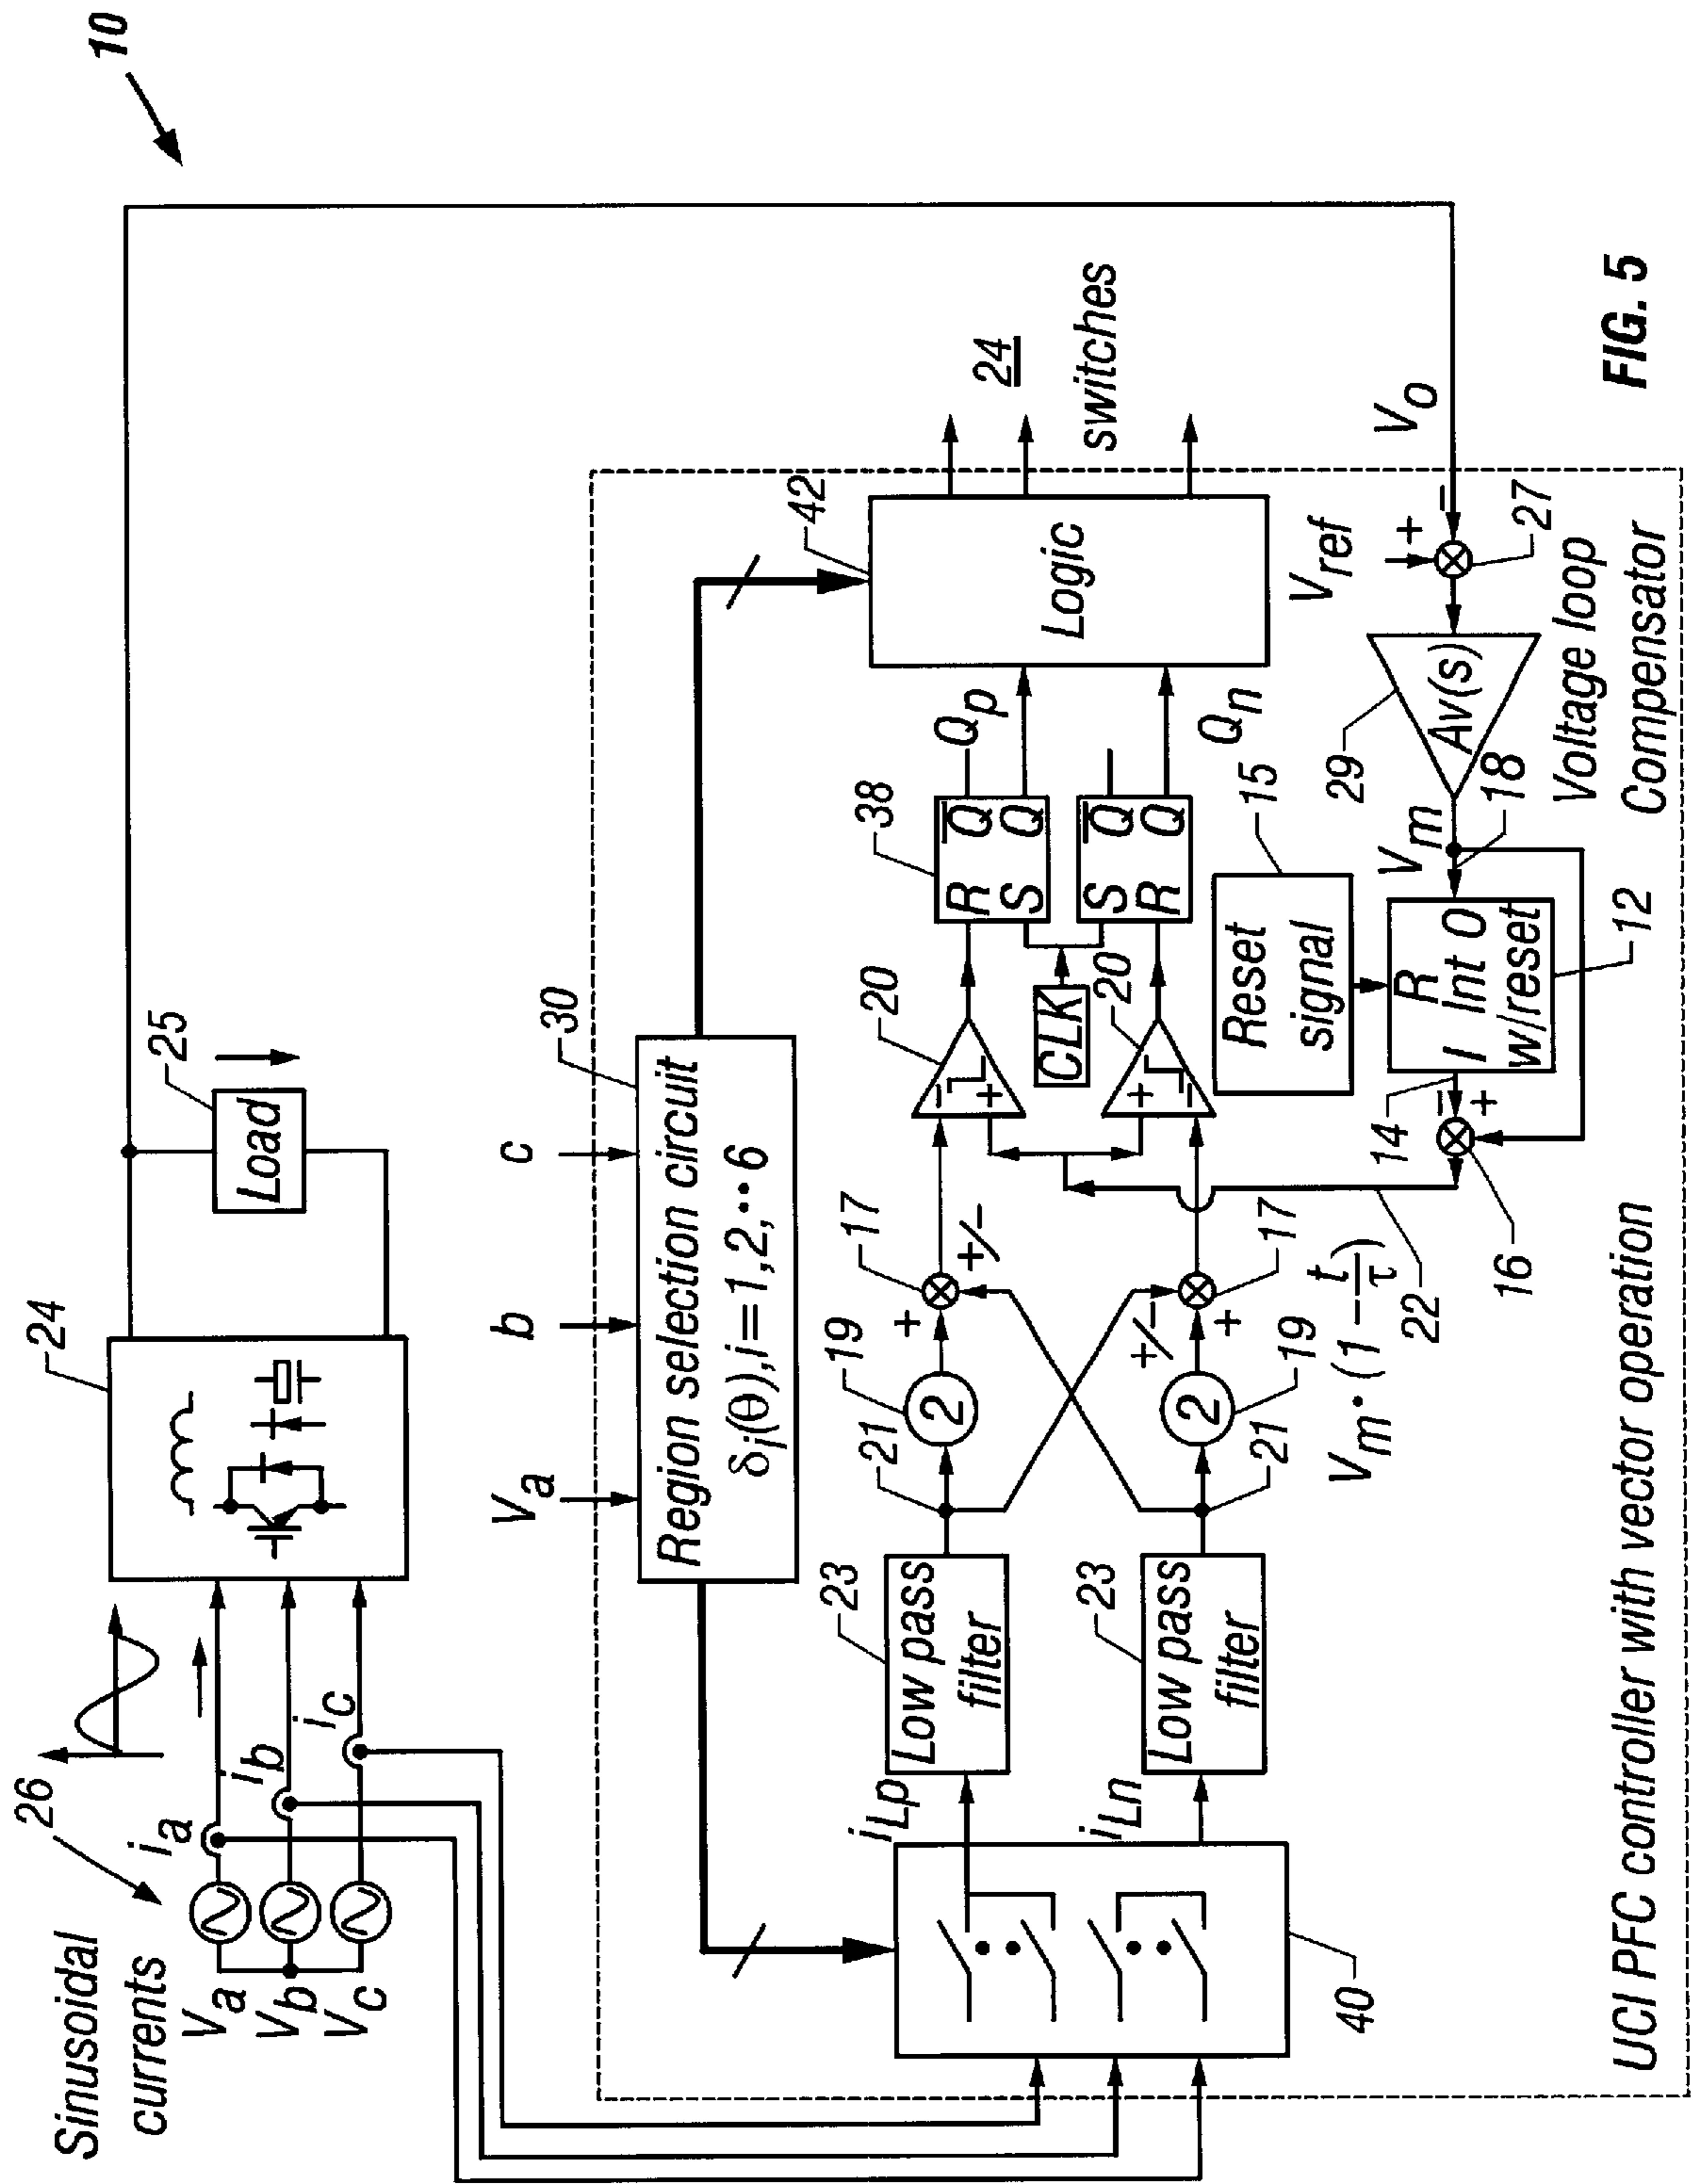 10
Sinusoidal
currents
26
24
25
Load
Va
Vb
Vc
ia
ib
ic
Va
b
c
30
Region selection circuit
δi(θ), i=1,2,••6
40
iLp
iLn
23
Low pass
filter
23
Low pass
filter
21
21
19
2
19
2
+
+/−
+/−
+
17
17
Vm•(1−t/τ)
22
20
−
+
20
+
−
CLK
38
R Q̅
S Q
S Q̅
R Q
Qp
Qn
42
Logic
24
switches
Reset
signal
15
R
I Int O
w/reset
12
14
−
+
16
Vm
18
29
Av(s)
Vref
+
−
27
Vo
Voltage loop
Compensator
UCI PFC controller with vector operation
FIG. 5